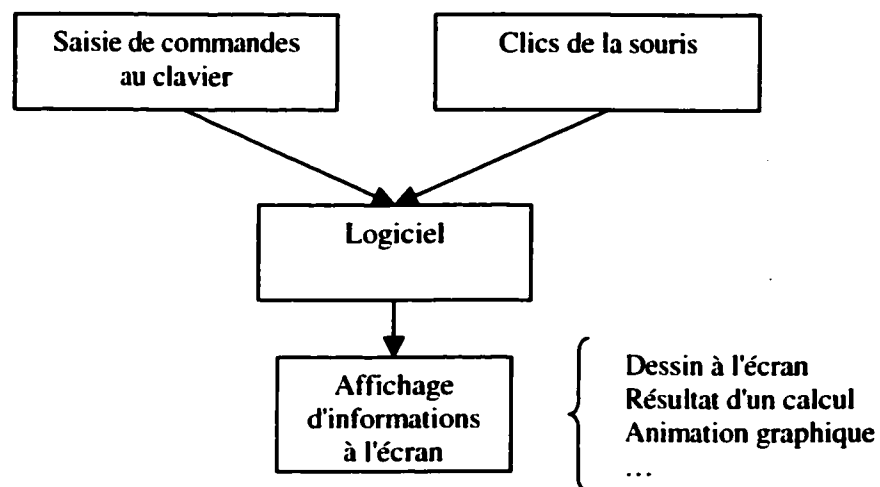 Saisie de commandes
au clavier
Clics de la souris
Logiciel
Affichage
d'informations
à l'écran
Dessin à l'écran
Résultat d'un calcul
Animation graphique
...